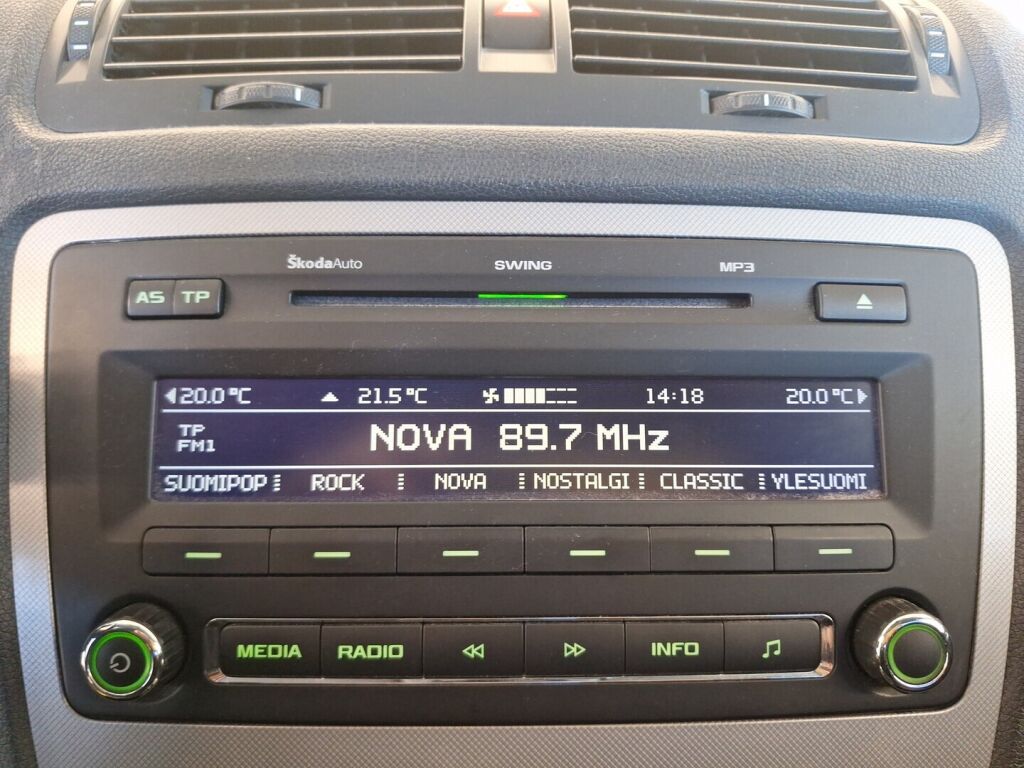 ŠkodaAuto SWING MP3
AS TP
20.0 °C 21.5 °C 14:18 20.0 °C
TP
FM1
NOVA 89.7 MHz
SUOMIPOP ROCK NOVA NOSTALGI CLASSIC YLESUOMI
MEDIA RADIO INFO